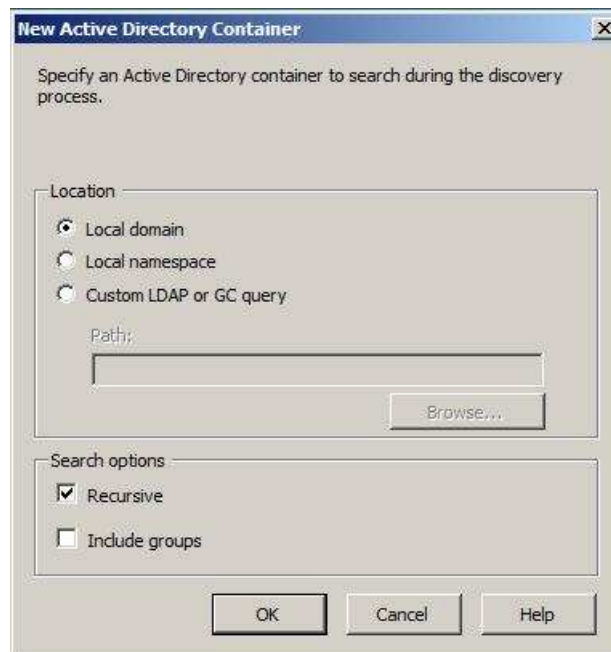 New Active Directory Container
Specify an Active Directory container to search during the discovery
process.
Location
Local domain
Local namespace
Custom LDAP or GC query
Path:
Browse...
Search options
Recursive
Include groups
OK Cancel Help